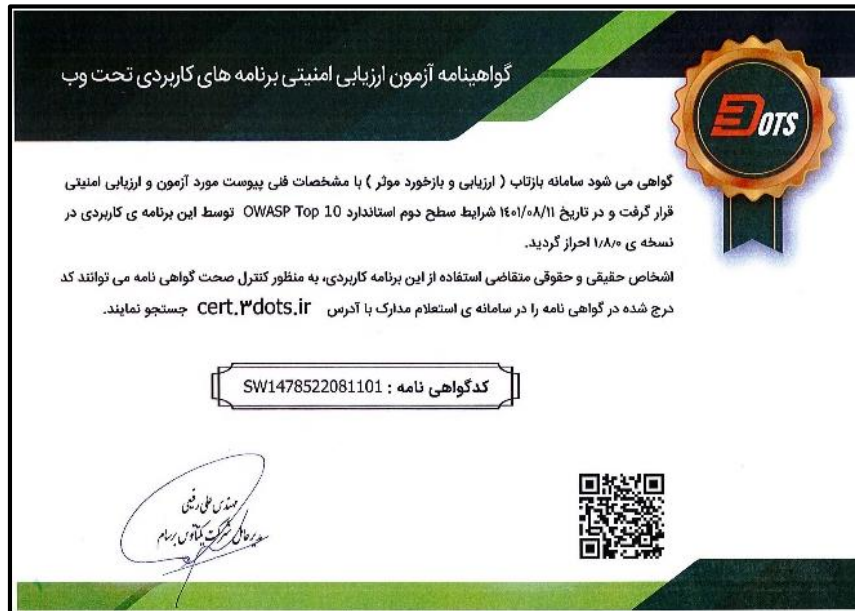 گواهینامه آزمون ارزیابی امنیتی برنامه های کاربردی تحت وب
3DOTS
گواهی می شود سامانه بازتاب ( ارزیابی و بازخورد موثر ) با مشخصات فنی پیوست مورد آزمون و ارزیابی امنیتی
قرار گرفت و در تاریخ ۱۴۰۱/۰۸/۱۱ شرایط سطح دوم استاندارد OWASP Top 10 توسط این برنامه ی کاربردی در
نسخه ی ۱/۸/۰ احراز گردید.
اشخاص حقیقی و حقوقی متقاضی استفاده از این برنامه کاربردی، به منظور کنترل صحت گواهی نامه می توانند کد
درج شده در گواهی نامه را در سامانه ی استعلام مدارک با آدرس cert.۳dots.ir جستجو نمایند.
کدگواهی نامه : SW1478522081101
مهندس علی رفیعی
مدیرعامل شرکت یکتانوس برسام